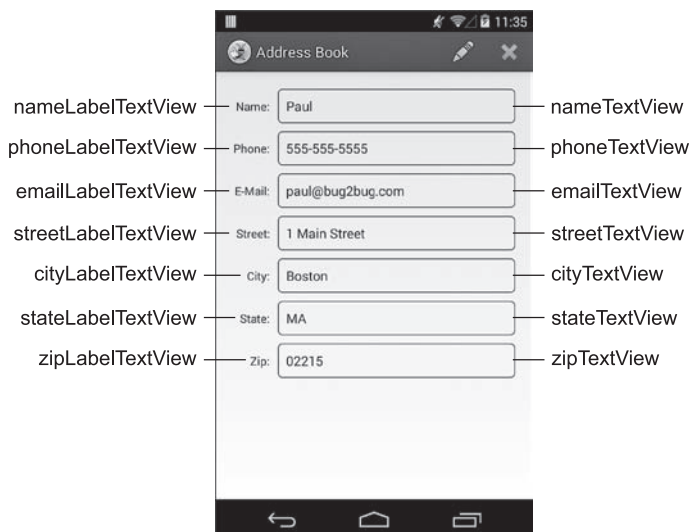 11:35
Address Book
nameLabelTextView Name: Paul nameTextView
phoneLabelTextView Phone: 555-555-5555 phoneTextView
emailLabelTextView E-Mail: paul@bug2bug.com emailTextView
streetLabelTextView Street: 1 Main Street streetTextView
cityLabelTextView City: Boston cityTextView
stateLabelTextView State: MA stateTextView
zipLabelTextView Zip: 02215 zipTextView